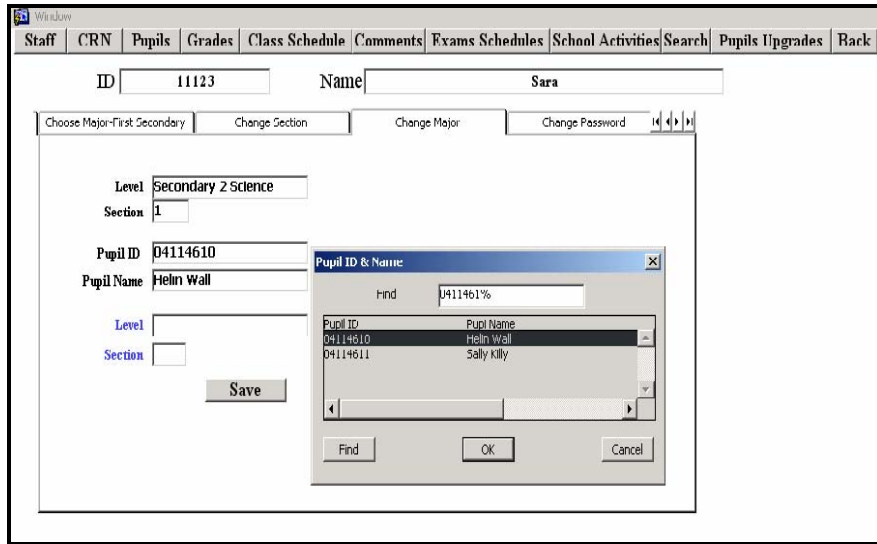 Window
Staff CRN Pupils Grades Class Schedule Comments Exams Schedules School Activities Search Pupils Upgrades Back
ID 11123 Name Sara
Choose Major-First Secondary Change Section Change Major Change Password
Level Secondary 2 Science
Section 1
Pupil ID 04114610
Pupil Name Helin Wall
Level
Section
Save
Pupil ID & Name
Find 0411461%
Pupil ID Pupil Name
04114610 Helin Wall
04114611 Sally Killy
Find OK Cancel